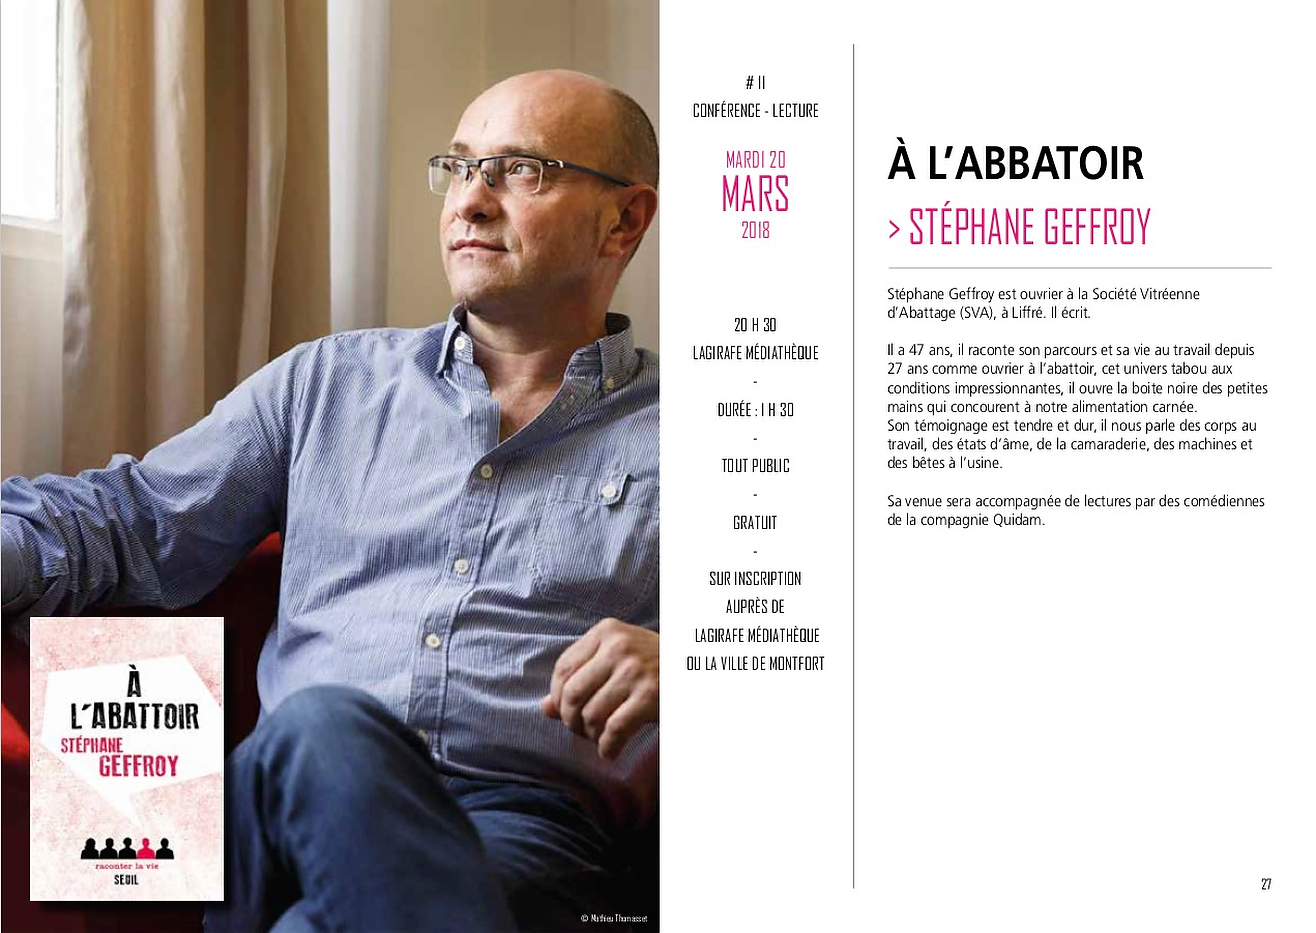 À
L'ABATTOIR
STÉPHANE
GEFFROY
raconter la vie
SEUIL
© Mathieu Thomasset
# 11
CONFÉRENCE - LECTURE
MARDI 20
MARS
2018
20 H 30
LAGIRAFE MÉDIATHÈQUE
-
DURÉE : 1 H 30
-
TOUT PUBLIC
-
GRATUIT
-
SUR INSCRIPTION
AUPRÈS DE
LAGIRAFE MÉDIATHÈQUE
OU LA VILLE DE MONTFORT
À L'ABBATOIR
> STÉPHANE GEFFROY
Stéphane Geffroy est ouvrier à la Société Vitréenne
d'Abattage (SVA), à Liffré. Il écrit.
Il a 47 ans, il raconte son parcours et sa vie au travail depuis
27 ans comme ouvrier à l'abattoir, cet univers tabou aux
conditions impressionnantes, il ouvre la boite noire des petites
mains qui concourent à notre alimentation carnée.
Son témoignage est tendre et dur, il nous parle des corps au
travail, des états d'âme, de la camaraderie, des machines et
des bêtes à l'usine.
Sa venue sera accompagnée de lectures par des comédiennes
de la compagnie Quidam.
27